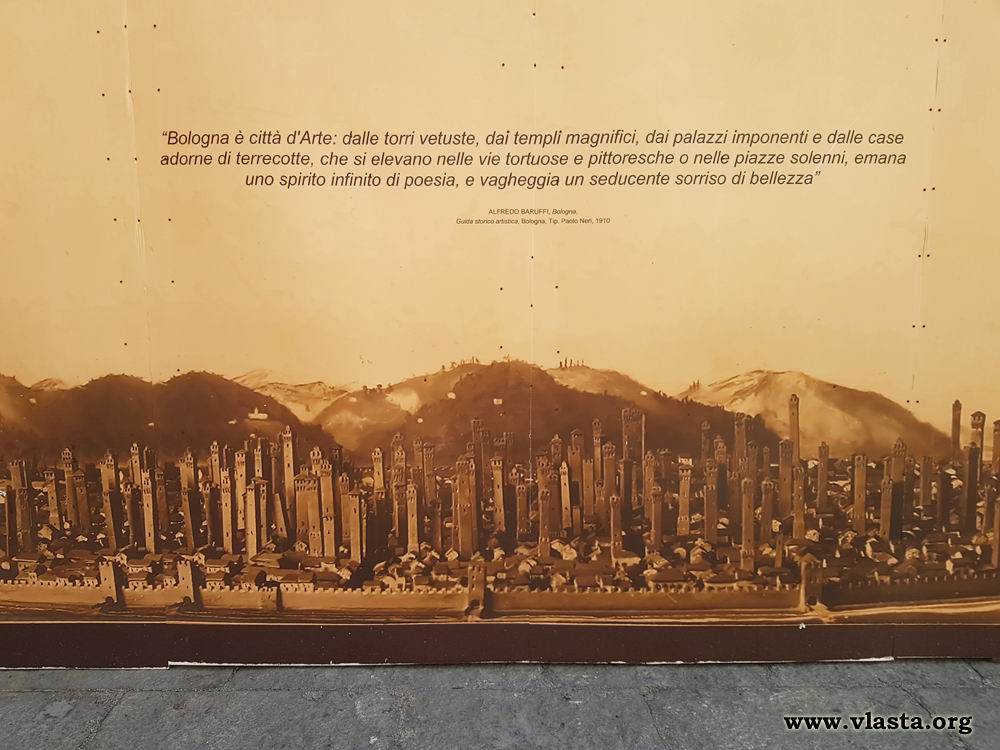 “Bologna è città d'Arte: dalle torri vetuste, dai templi magnifici, dai palazzi imponenti e dalle case
adorne di terrecotte, che si elevano nelle vie tortuose e pittoresche o nelle piazze solenni, emana
uno spirito infinito di poesia, e vagheggia un seducente sorriso di bellezza”
ALFREDO BARUFFI, Bologna.
Guida storico artistica, Bologna, Tip. Paolo Neri, 1910
www.vlasta.org